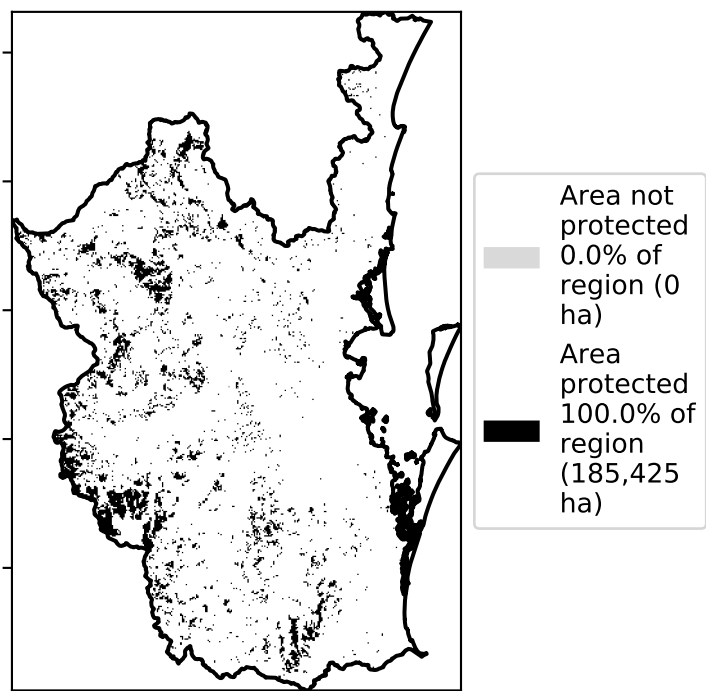 Area not
protected
0.0% of
region (0
ha)
Area
protected
100.0% of
region
(185,425
ha)